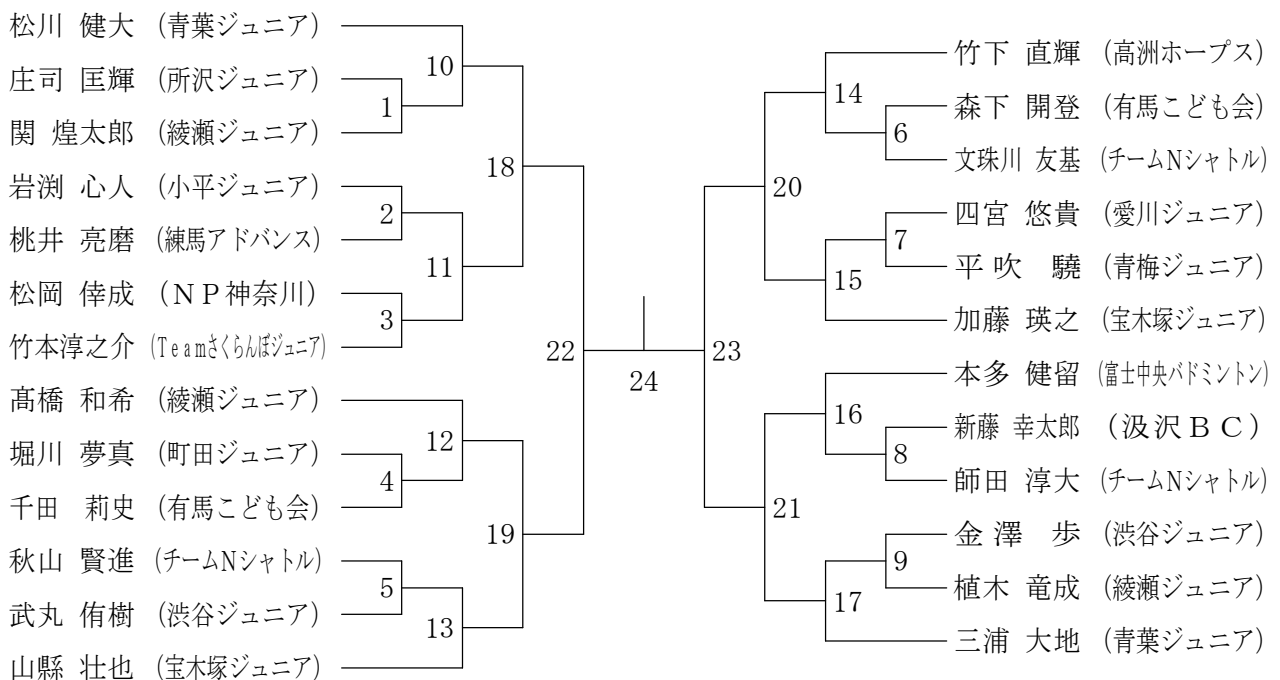 松川 健大 (青葉ジュニア)
庄司 匡輝 (所沢ジュニア)
関 煌太郎 (綾瀬ジュニア)
岩渕 心人 (小平ジュニア)
桃井 亮磨 (練馬アドバンス)
松岡 倖成 (ＮＰ神奈川)
竹本淳之介 (Teamさくらんぼジュニア)
髙橋 和希 (綾瀬ジュニア)
堀川 夢真 (町田ジュニア)
千田 莉史 (有馬こども会)
秋山 賢進 (チームNシャトル)
武丸 侑樹 (渋谷ジュニア)
山縣 壮也 (宝木塚ジュニア)
10
1
18
2
11
3
22
12
4
19
5
13
24
14
6
20
7
15
23
16
8
21
9
17
竹下 直輝 (高洲ホープス)
森下 開登 (有馬こども会)
文珠川 友基 (チームNシャトル)
四宮 悠貴 (愛川ジュニア)
平吹 驍 (青梅ジュニア)
加藤 瑛之 (宝木塚ジュニア)
本多 健留 (富士中央バドミントン)
新藤 幸太郎 (汲沢ＢＣ)
師田 淳大 (チームNシャトル)
金澤 歩 (渋谷ジュニア)
植木 竜成 (綾瀬ジュニア)
三浦 大地 (青葉ジュニア)